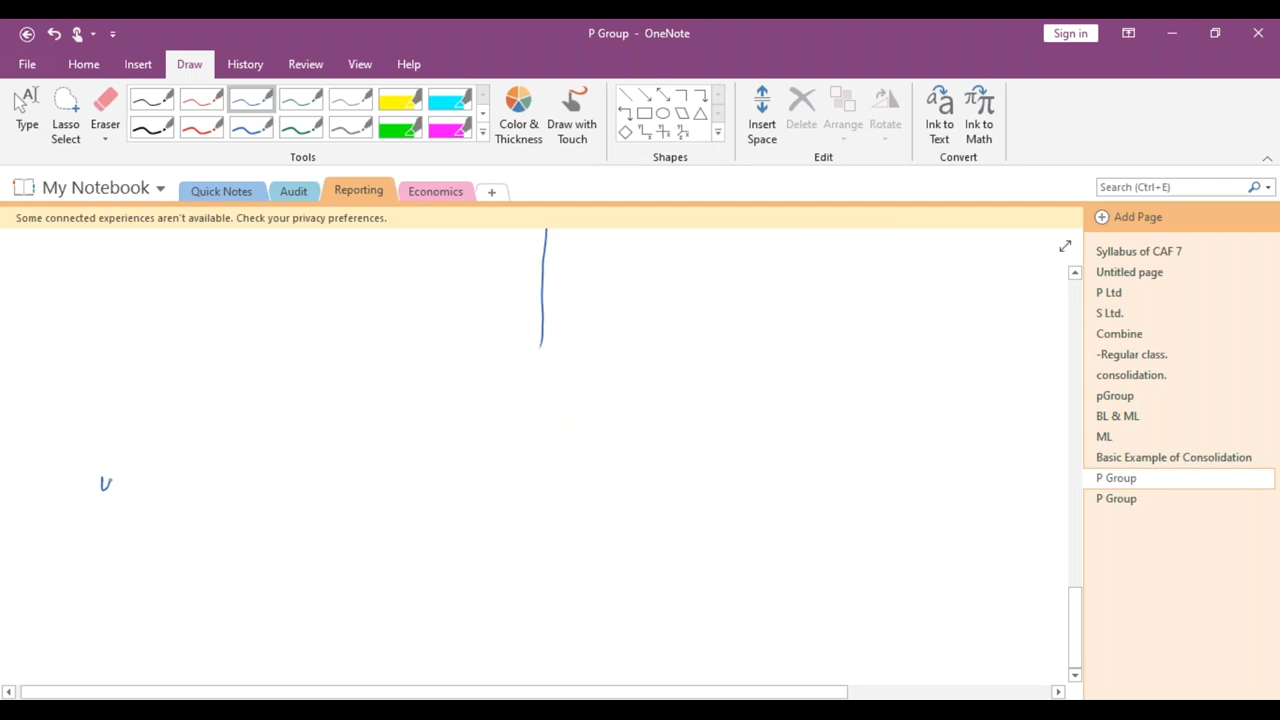 P Group - OneNote
Sign in
File Home Insert Draw History Review View Help
Type
Lasso Select
Eraser
Color & Thickness
Draw with Touch
Insert Space
Delete
Arrange
Rotate
Ink to Text
Ink to Math
Tools Shapes Edit Convert
My Notebook Quick Notes Audit Reporting Economics + Search (Ctrl+E)
Some connected experiences aren't available. Check your privacy preferences.
Add Page
Syllabus of CAF 7
Untitled page
P Ltd
S Ltd.
Combine
-Regular class.
consolidation.
pGroup
BL & ML
ML
Basic Example of Consolidation
P Group
P Group